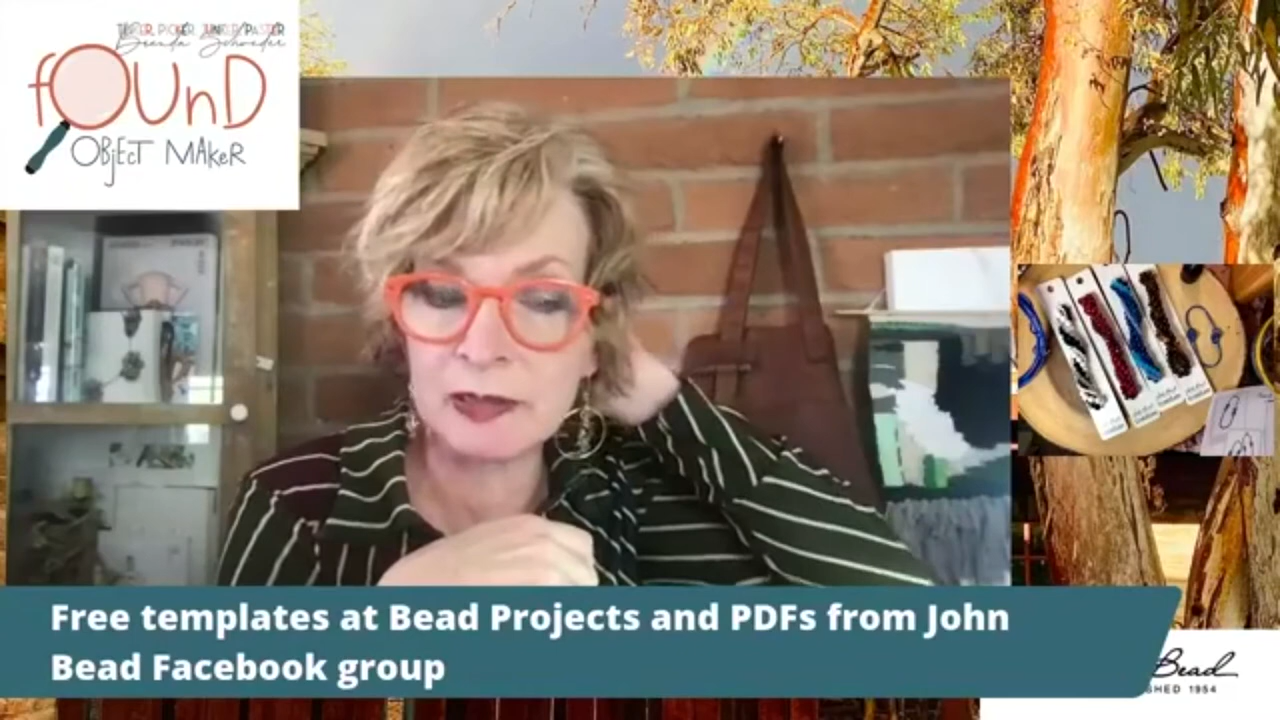 TINKER, PICKER, JUNKER, PASTER
Brenda Schweder
fOUnD
OBjECT MAKeR
Free templates at Bead Projects and PDFs from John
Bead Facebook group
Bead
SHED 1954